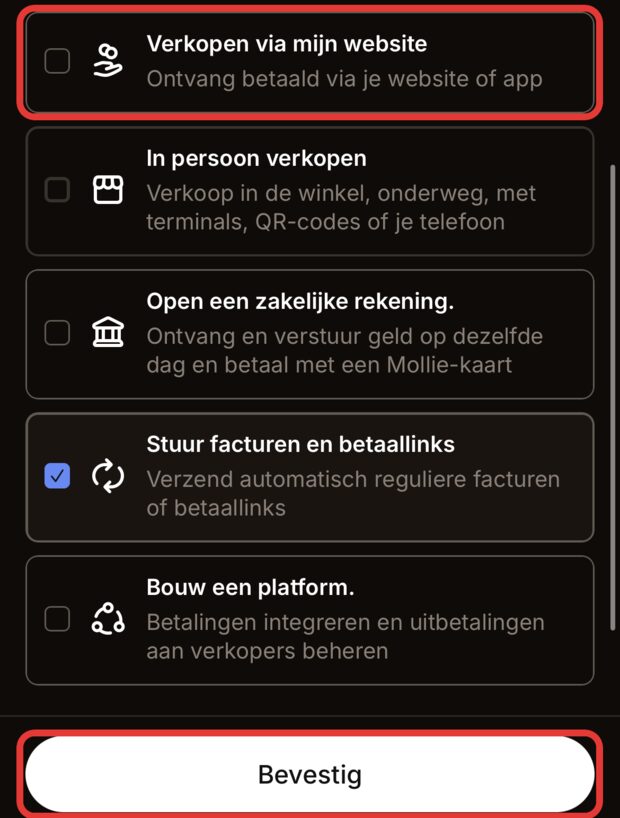 Verkopen via mijn website
Ontvang betaald via je website of app
In persoon verkopen
Verkoop in de winkel, onderweg, met
terminals, QR-codes of je telefoon
Open een zakelijke rekening.
Ontvang en verstuur geld op dezelfde
dag en betaal met een Mollie-kaart
Stuur facturen en betaallinks
Verzend automatisch reguliere facturen
of betaallinks
Bouw een platform.
Betalingen integreren en uitbetalingen
aan verkopers beheren
Bevestig